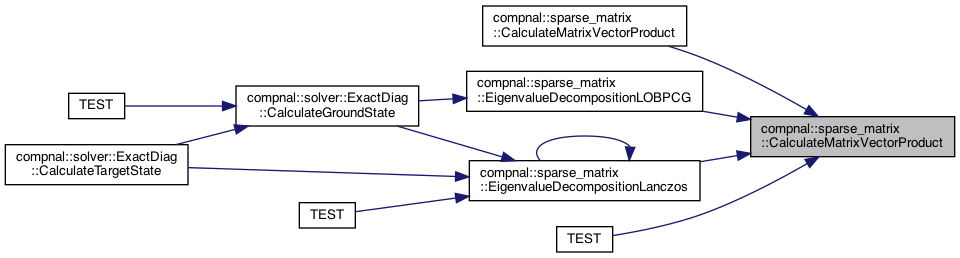 compnal::sparse_matrix
::CalculateMatrixVectorProduct
compnal::sparse_matrix
::EigenvalueDecompositionLOBPCG
compnal::solver::ExactDiag
::CalculateGroundState
TEST
compnal::sparse_matrix
::CalculateMatrixVectorProduct
compnal::solver::ExactDiag
::CalculateTargetState
compnal::sparse_matrix
::EigenvalueDecompositionLanczos
TEST
TEST